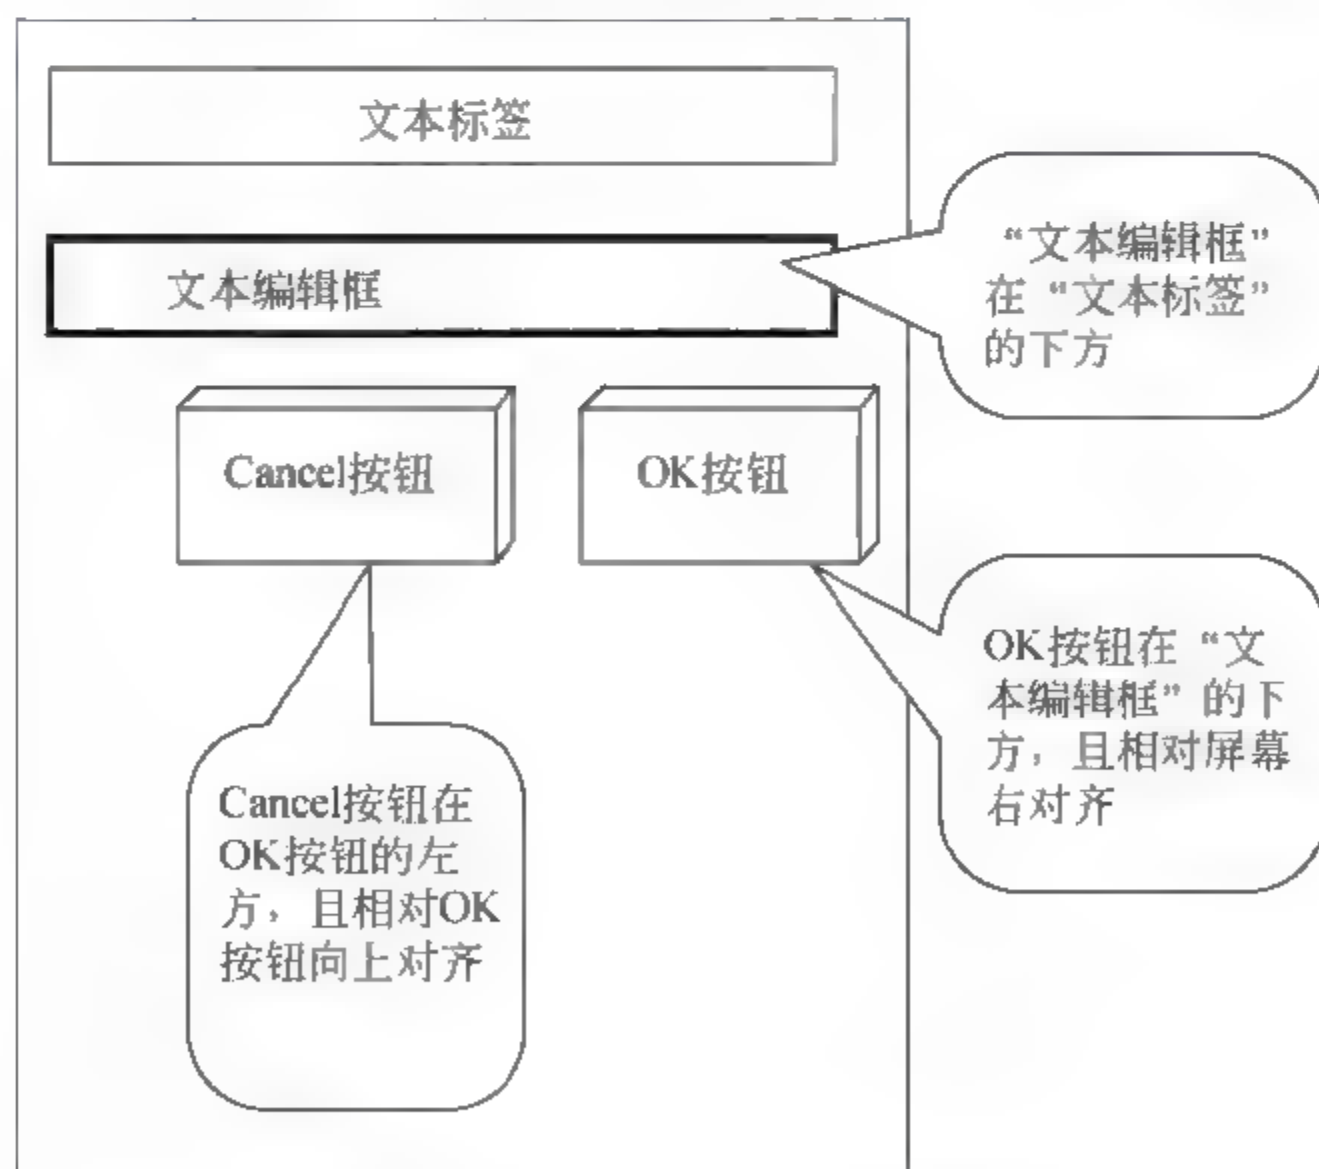 文本标签
文本编辑框
“文本编辑框”
在“文本标签”
的下方
Cancel按钮
OK按钮
OK按钮在“文
本编辑框”的下
方，且相对屏幕
右对齐
Cancel按钮在
OK按钮的左
方，且相对OK
按钮向上对齐